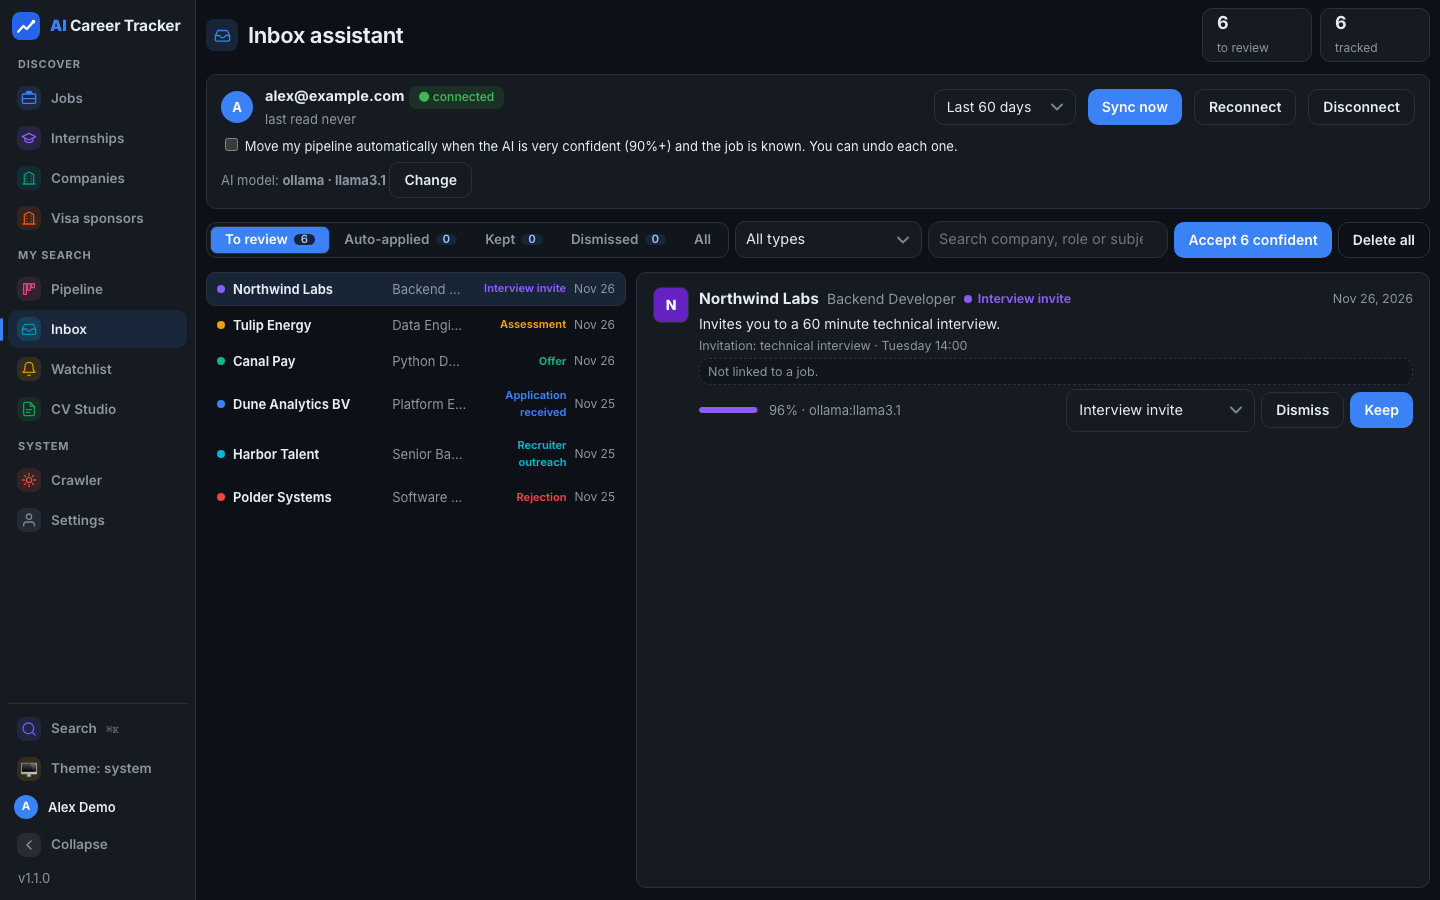 AI Career Tracker
DISCOVER
Jobs
Internships
Companies
Visa sponsors
MY SEARCH
Pipeline
Inbox
Watchlist
CV Studio
SYSTEM
Crawler
Settings
Search ⌘K
Theme: system
A Alex Demo
Collapse
v1.1.0
Inbox assistant
6
to review
6
tracked
A
alex@example.com connected
last read never
Last 60 days
Sync now
Reconnect
Disconnect
Move my pipeline automatically when the AI is very confident (90%+) and the job is known. You can undo each one.
AI model: ollama · llama3.1 Change
To review 6 Auto-applied 0 Kept 0 Dismissed 0 All
All types
Search company, role or subje
Accept 6 confident
Delete all
Northwind Labs Backend ... Interview invite Nov 26
Tulip Energy Data Engi... Assessment Nov 26
Canal Pay Python D... Offer Nov 26
Dune Analytics BV Platform E... Application received Nov 25
Harbor Talent Senior Ba... Recruiter outreach Nov 25
Polder Systems Software ... Rejection Nov 25
N
Northwind Labs Backend Developer Interview invite Nov 26, 2026
Invites you to a 60 minute technical interview.
Invitation: technical interview · Tuesday 14:00
Not linked to a job.
96% · ollama:llama3.1
Interview invite
Dismiss
Keep